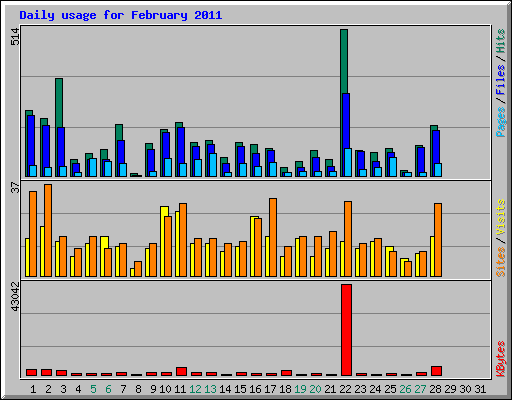 Daily usage for February 2011
514
Pages / Files / Hits
37
Sites / Visits
43042
KBytes
1 2 3 4 5 6 7 8 9 10 11 12 13 14 15 16 17 18 19 20 21 22 23 24 25 26 27 28 29 30 31